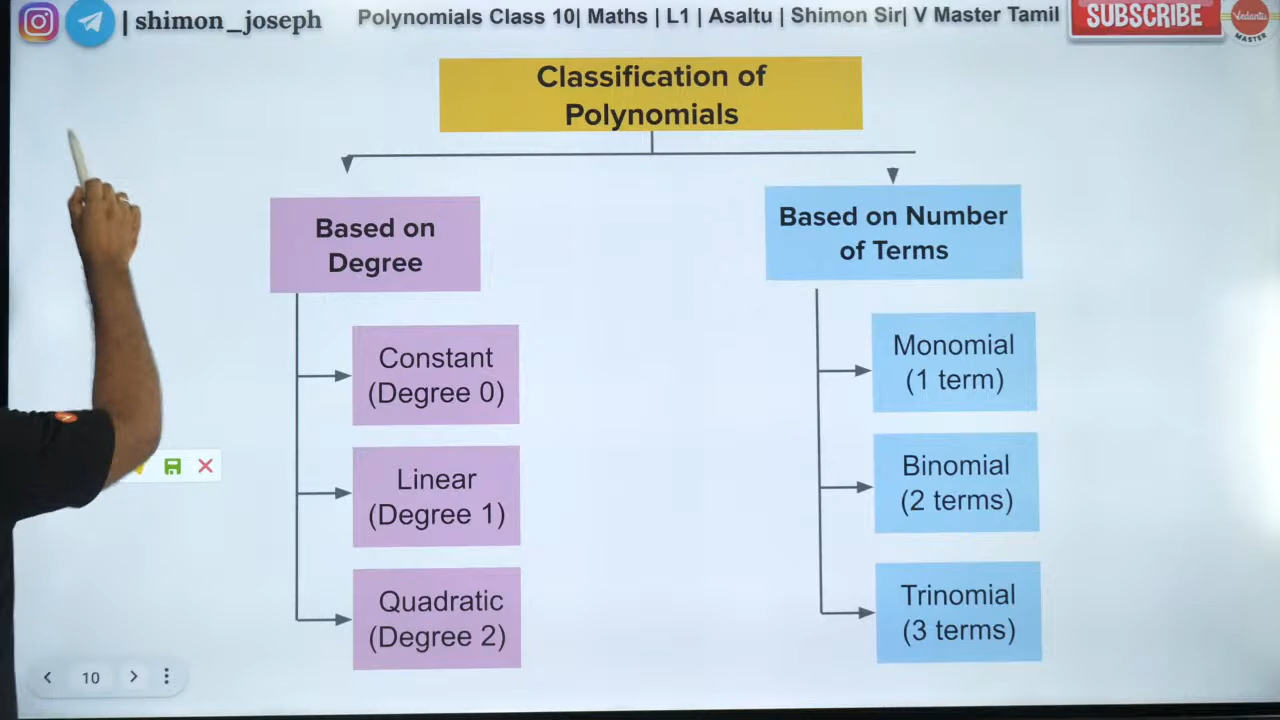 | shimon_joseph
Polynomials Class 10| Maths | L1 | Asaltu | Shimon Sir| V Master Tamil
SUBSCRIBE
Vedantu
MASTER
Classification of
Polynomials
Based on
Degree
Constant
(Degree 0)
Linear
(Degree 1)
Quadratic
(Degree 2)
Based on Number
of Terms
Monomial
(1 term)
Binomial
(2 terms)
Trinomial
(3 terms)
10